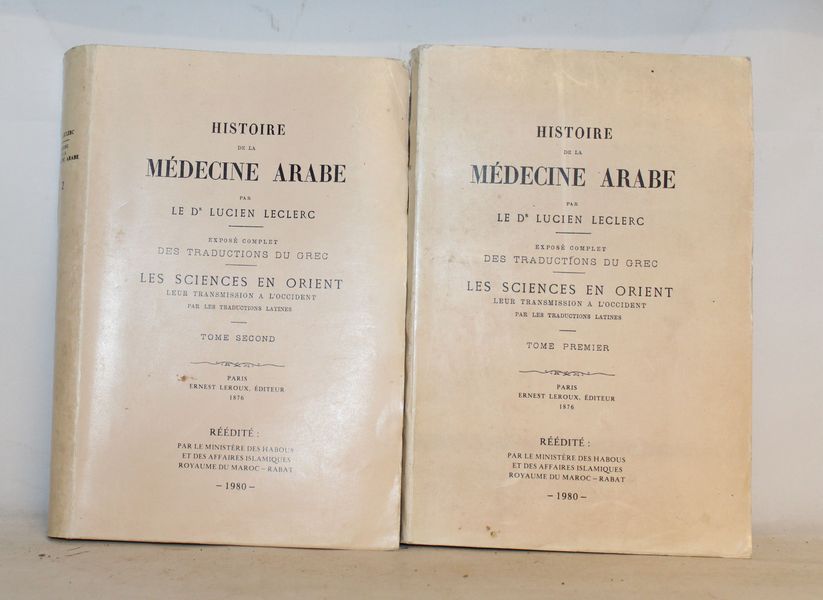 LECLERC
ARABE
2
HISTOIRE
DE LA
MÉDECINE ARABE
PAR
LE DR LUCIEN LECLERC
EXPOSÉ COMPLET
DES TRADUCTIONS DU GREC
LES SCIENCES EN ORIENT
LEUR TRANSMISSION A L'OCCIDENT
PAR LES TRADUCTIONS LATINES
TOME SECOND
PARIS
ERNEST LEROUX, ÉDITEUR
1876
RÉÉDITÉ :
PAR LE MINISTÈRE DES HABOUS
ET DES AFFAIRES ISLAMIQUES
ROYAUME DU MAROC – RABAT
– 1980 –
HISTOIRE
DE LA
MÉDECINE ARABE
PAR
LE DR LUCIEN LECLERC
EXPOSÉ COMPLET
DES TRADUCTIONS DU GREC
LES SCIENCES EN ORIENT
LEUR TRANSMISSION A L'OCCIDENT
PAR LES TRADUCTIONS LATINES
TOME PREMIER
PARIS
ERNEST LEROUX, ÉDITEUR
1876
RÉÉDITÉ :
PAR LE MINISTÈRE DES HABOUS
ET DES AFFAIRES ISLAMIQUES
ROYAUME DU MAROC – RABAT
– 1980 –